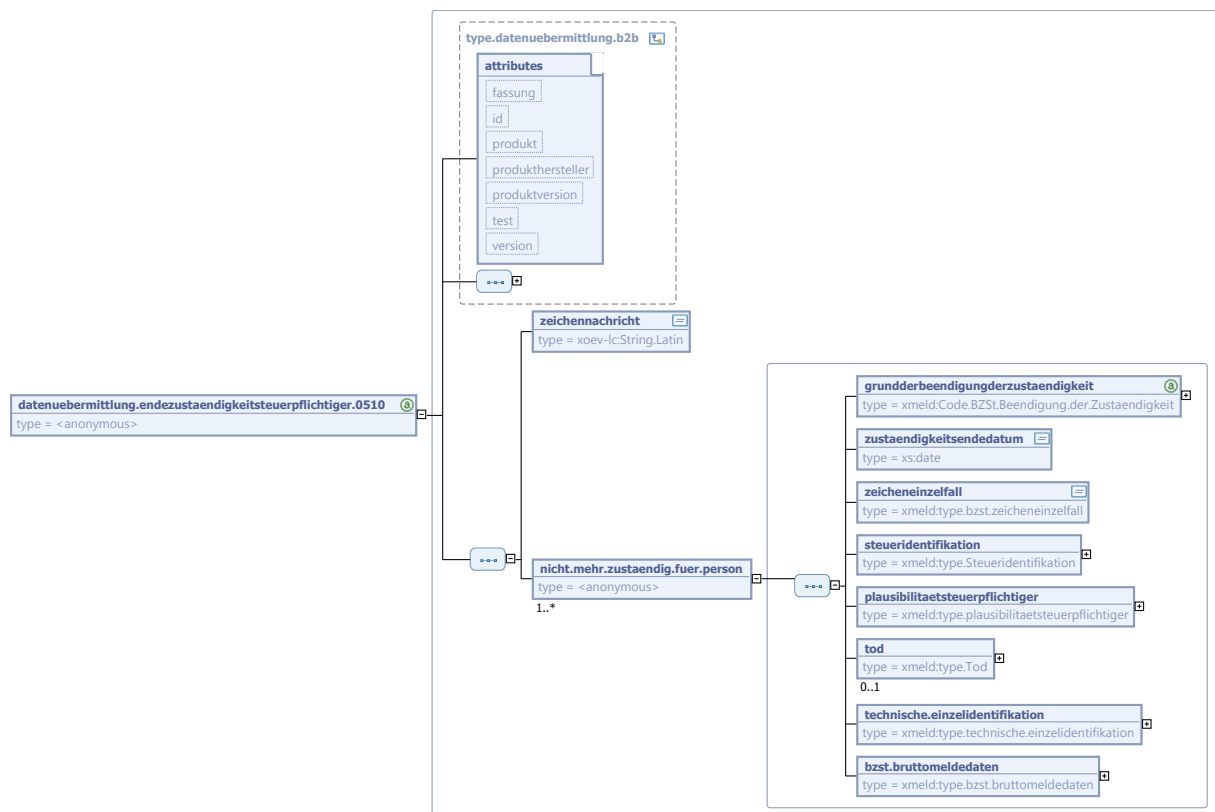 type.datenuebermittlung.b2b
attributes
fassung
id
produkt
produkthersteller
produktversion
test
version
zeichennachricht
type = xoev-lc:String.Latin
datenuebermittlung.endezustaendigkeitsteuerpflichtiger.0510
type = <anonymous>
nicht.mehr.zustaendig.fuer.person
type = <anonymous>
1..*
grundderbeendigungderzustaendigkeit
type = xmeld:Code.BZSt.Beendigung.der.Zustaendigkeit
zustaendigkeitsendedatum
type = xs:date
zeicheneinzelfall
type = xmeld:type.bzst.zeicheneinzelfall
steueridentifikation
type = xmeld:type.Steueridentifikation
plausibilitaetsteuerpflichtiger
type = xmeld:type.plausibilitaetsteuerpflichtiger
tod
type = xmeld:type.Tod
0..1
technische.einzelidentifikation
type = xmeld:type.technische.einzelidentifikation
bzst.bruttomeldedaten
type = xmeld:type.bzst.bruttomeldedaten